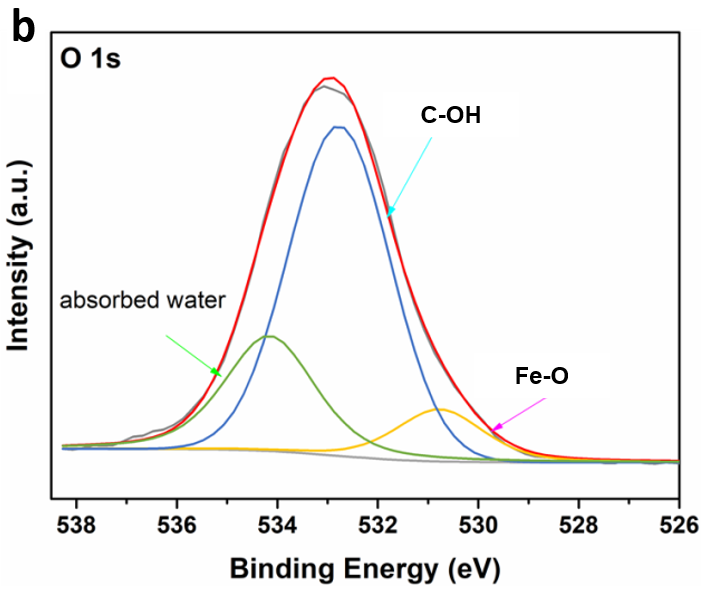 b
O 1s
C-OH
absorbed water
Fe-O
Intensity (a.u.)
538 536 534 532 530 528 526
Binding Energy (eV)